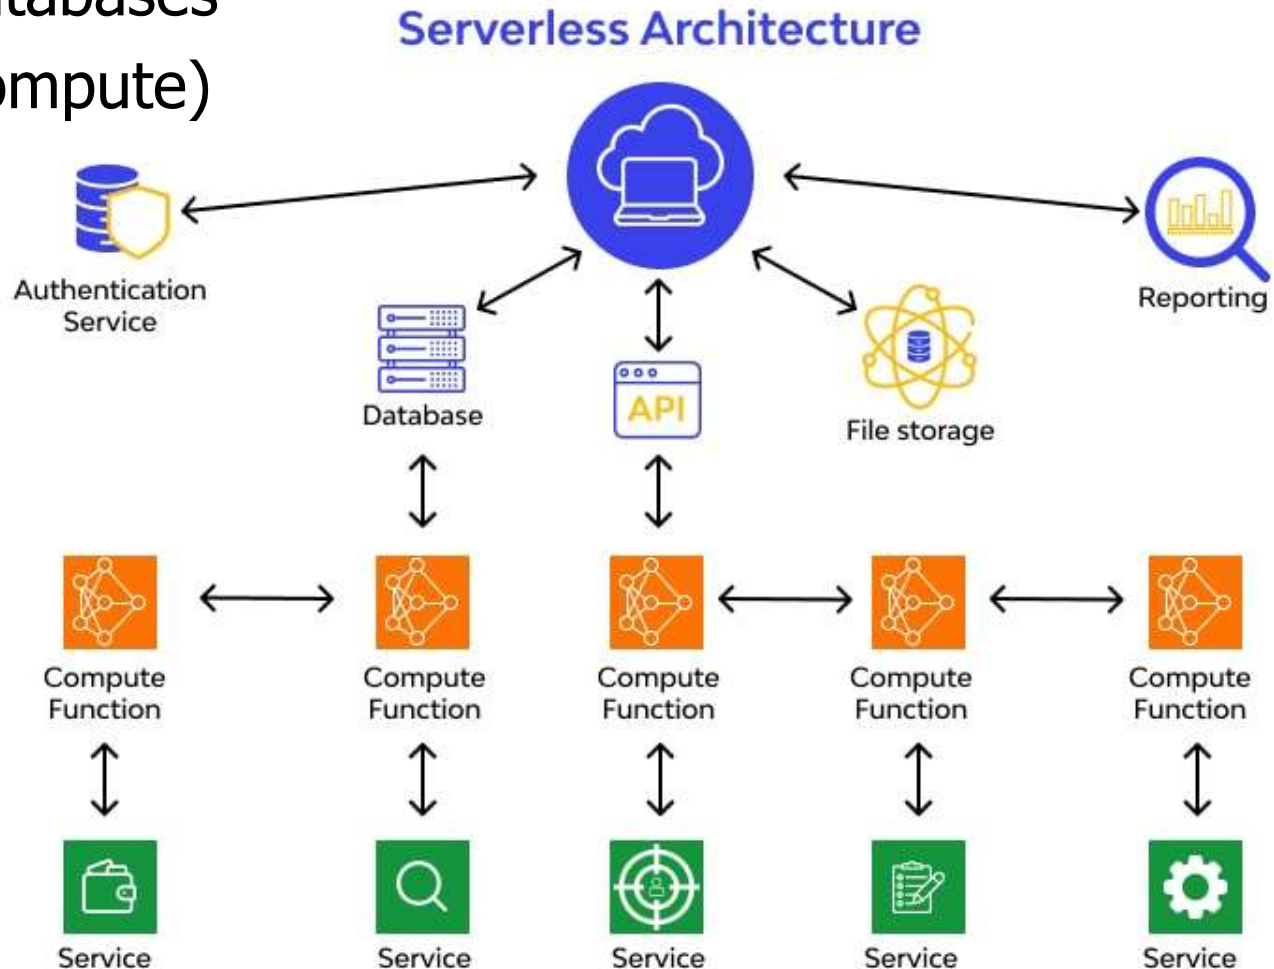 Serverless Architecture
Authentication
Service
Reporting
Database
API
File storage
Compute
Function
Compute
Function
Compute
Function
Compute
Function
Compute
Function
Service
Service
Service
Service
Service